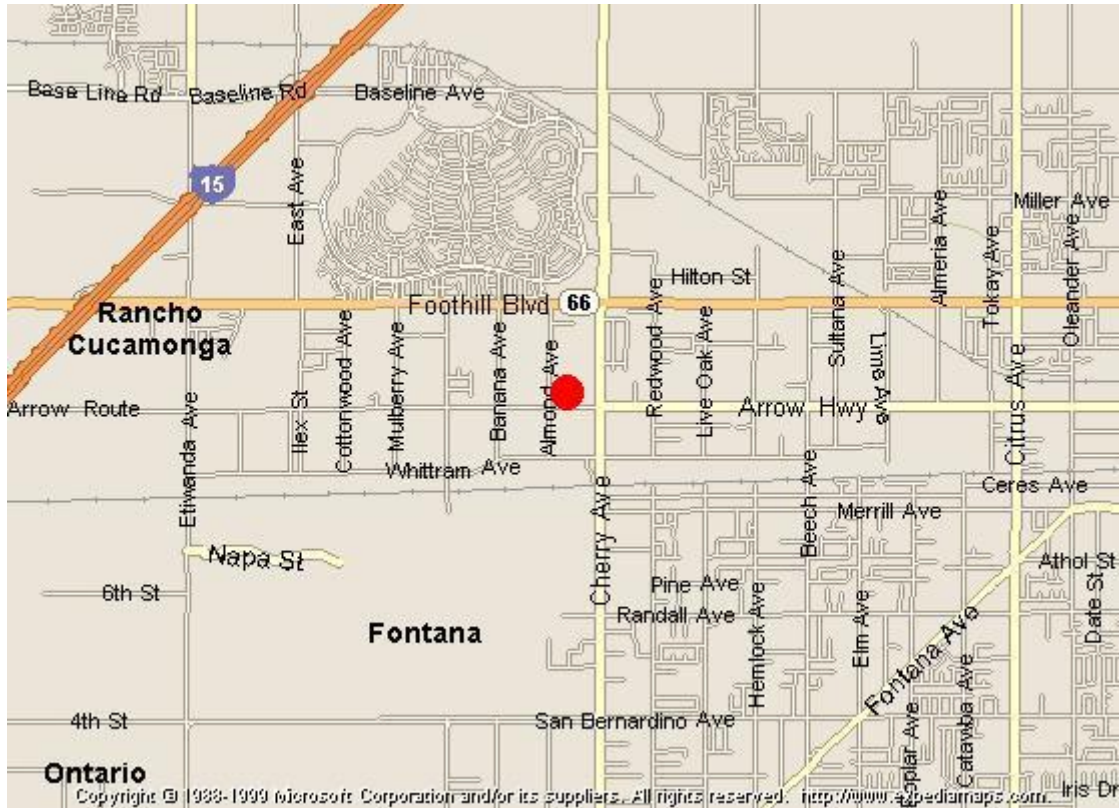 Base Line Rd
Baseline Rd
Baseline Ave
15
East Ave
Miller Ave
Almeria Ave
Tokay Ave
Oleander Ave
Hilton St
Sultana Ave
Foothill Blvd
66
Rancho
Cucamonga
Redwood Ave
Live Oak Ave
Lime Ave
Cottonwood Ave
Mulberry Ave
Banana Ave
Almond Ave
Ilex St
Arrow Route
Arrow Hwy
Citrus Ave
Etiwanda Ave
Whittram Ave
Ceres Ave
Beech Ave
Merrill Ave
Cherry Ave
Napa St
Athol St
6th St
Pine Ave
Randall Ave
Hemlock Ave
Elm Ave
Date St
Fontana
Fontana Ave
Catawba Ave
4th St
San Bernardino Ave
Ontario
Iris D
Copyright © 1988-1999 Microsoft Corporation and/or its suppliers. All rights reserved. http://www.expediamaps.com